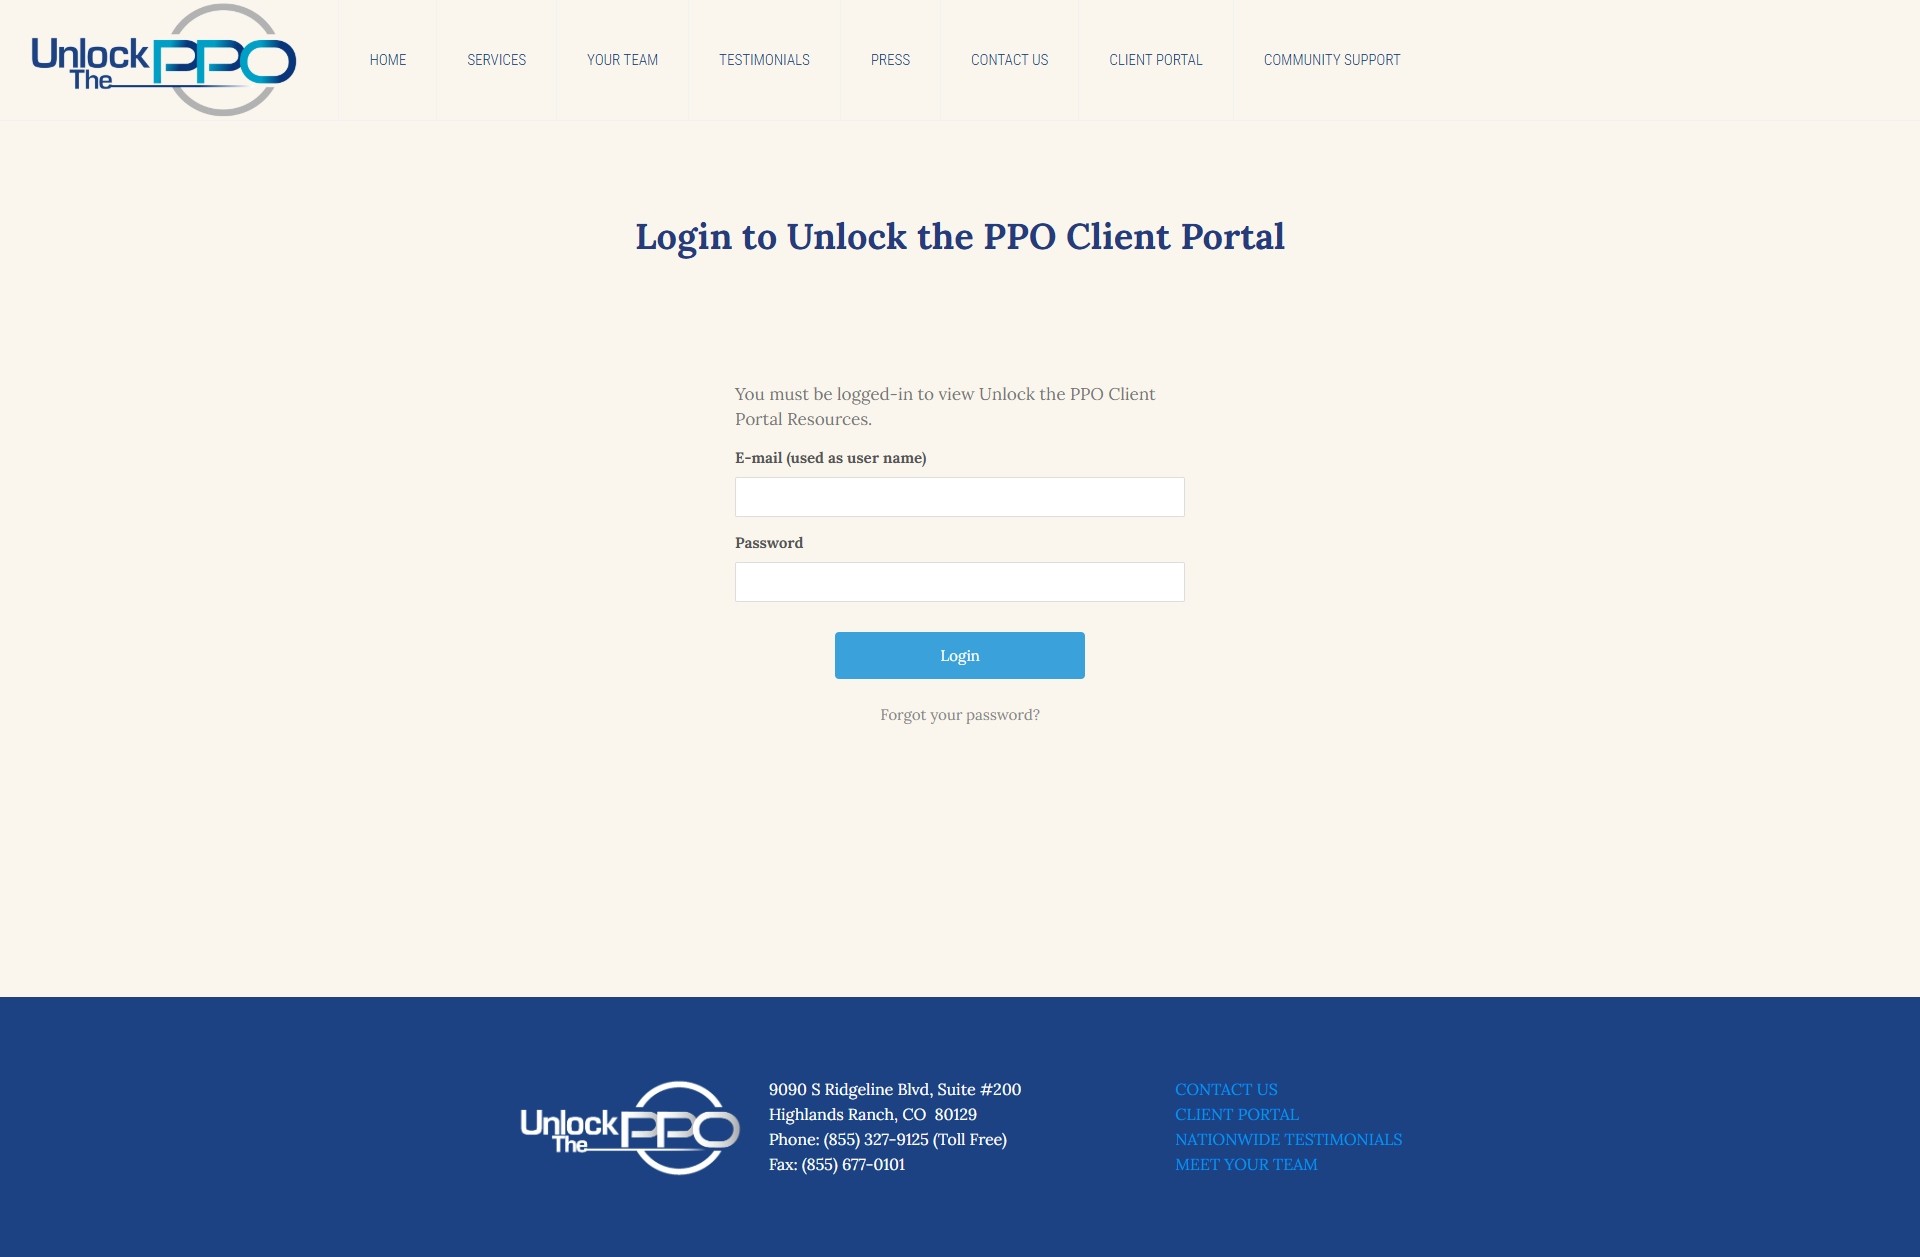 Unlock The PPO
HOME
SERVICES
YOUR TEAM
TESTIMONIALS
PRESS
CONTACT US
CLIENT PORTAL
COMMUNITY SUPPORT
Login to Unlock the PPO Client Portal
You must be logged-in to view Unlock the PPO Client
Portal Resources.
E-mail (used as user name)
Password
Login
Forgot your password?
Unlock The PPO
9090 S Ridgeline Blvd, Suite #200
Highlands Ranch, CO  80129
Phone: (855) 327-9125 (Toll Free)
Fax: (855) 677-0101
CONTACT US
CLIENT PORTAL
NATIONWIDE TESTIMONIALS
MEET YOUR TEAM